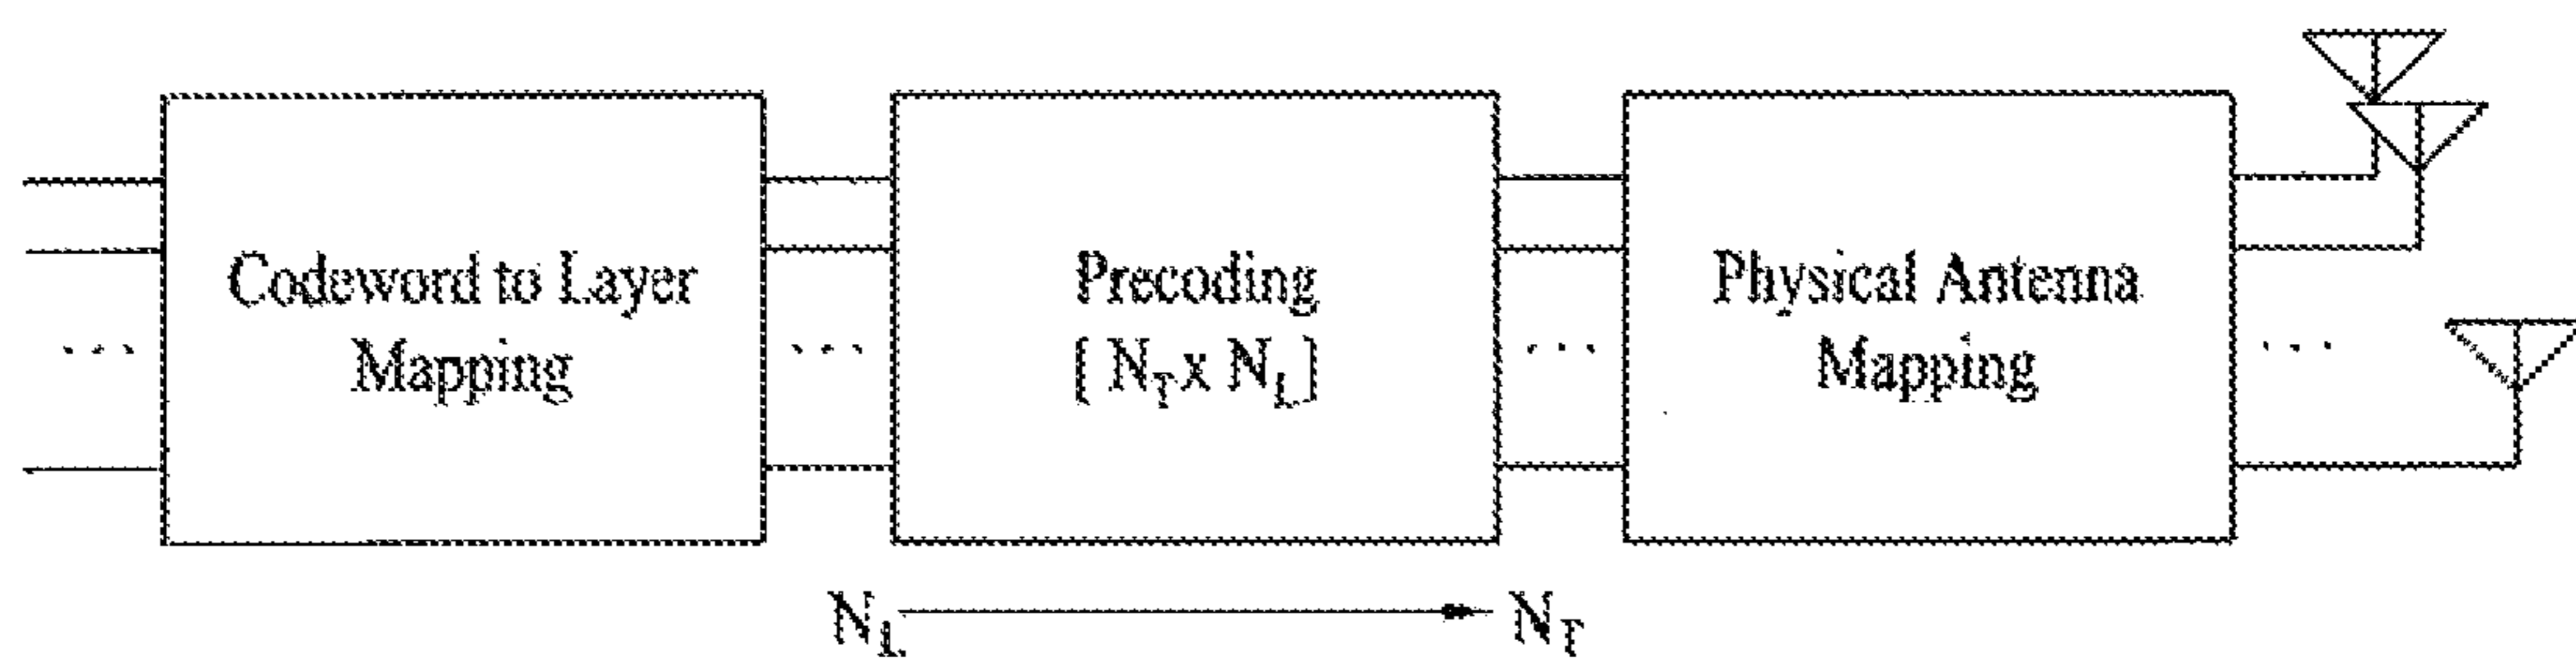 Codeword to Layer
Mapping
Precoding
[ N_T x N_L ]
Physical Antenna
Mapping
...
...
...
...
N_L
N_T